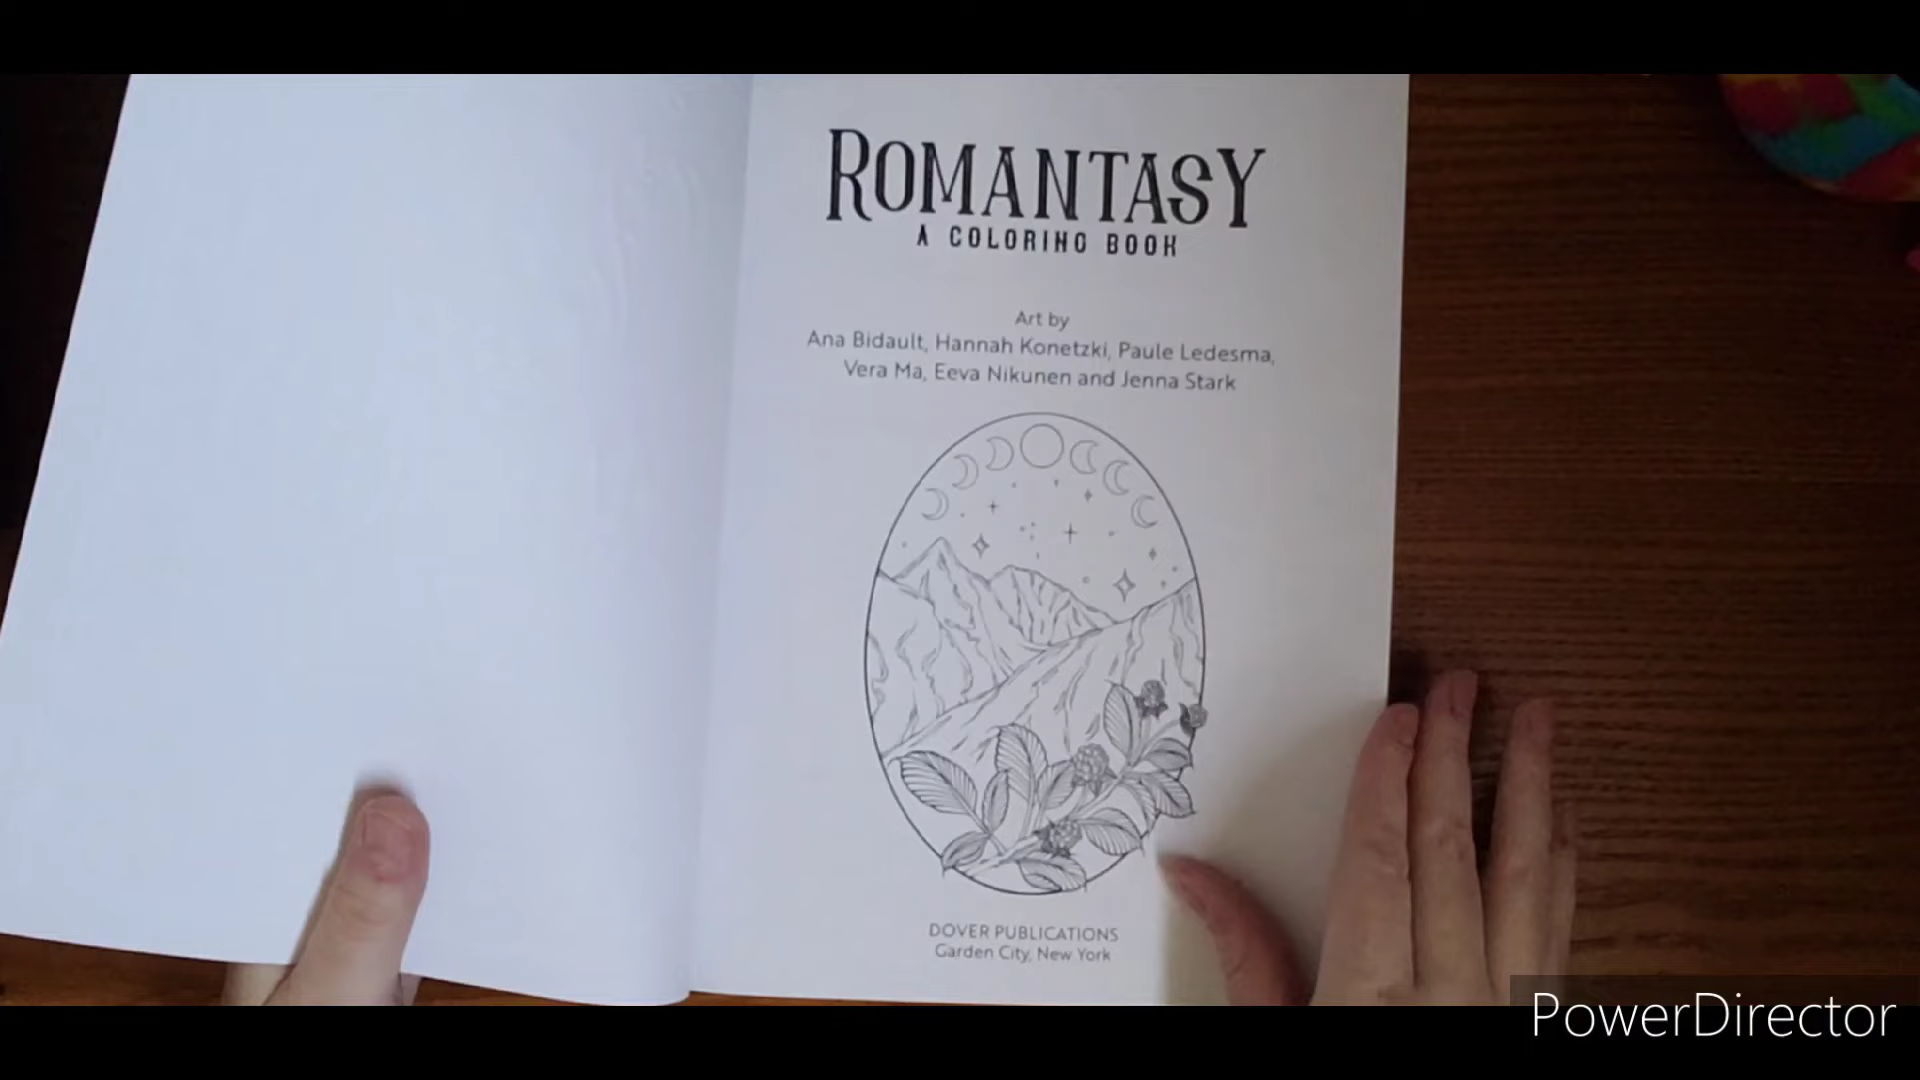 ROMANTASY
A COLORING BOOK
Art by
Ana Bidault, Hannah Konetzki, Paule Ledesma,
Vera Ma, Eeva Nikunen and Jenna Stark
DOVER PUBLICATIONS
Garden City, New York
PowerDirector